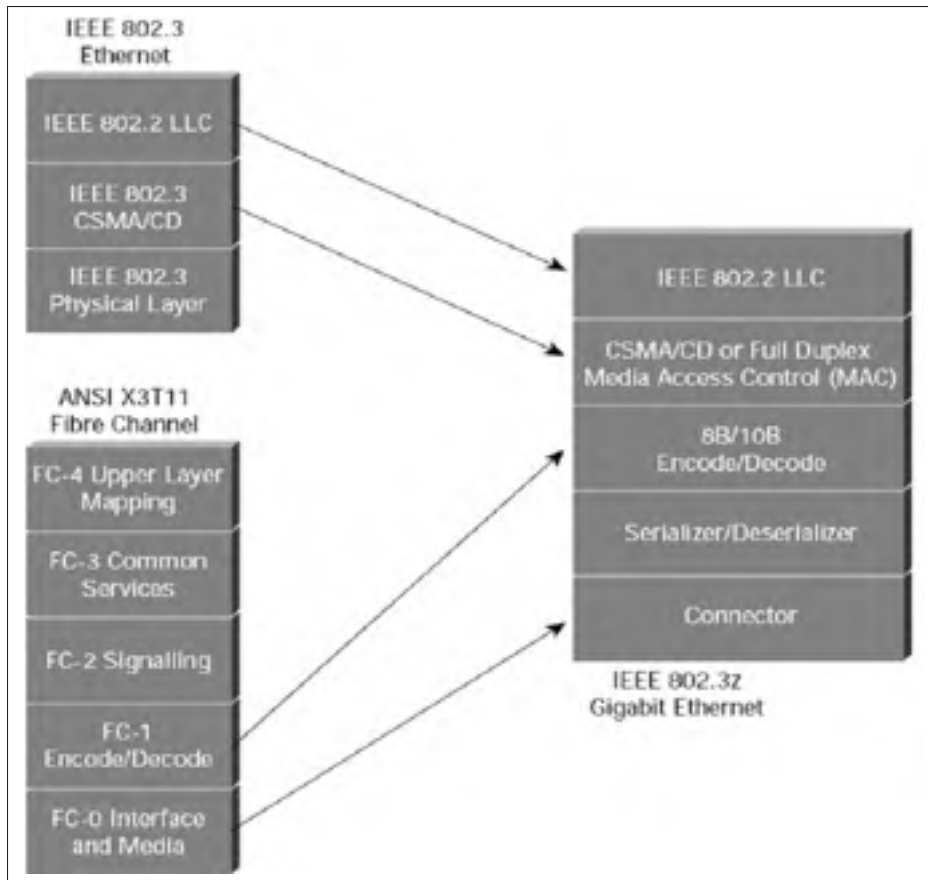 IEEE 802.3
Ethernet
IEEE 802.2 LLC
IEEE 802.3
CSMA/CD
IEEE 802.3
Physical Layer
ANSI X3T11
Fibre Channel
FC-4 Upper Layer
Mapping
FC-3 Common
Services
FC-2 Signalling
FC-1
Encode/Decode
FC-0 Interface
and Media
IEEE 802.2 LLC
CSMA/CD or Full Duplex
Media Access Control (MAC)
8B/10B
Encode/Decode
Serializer/Deserializer
Connector
IEEE 802.3z
Gigabit Ethernet